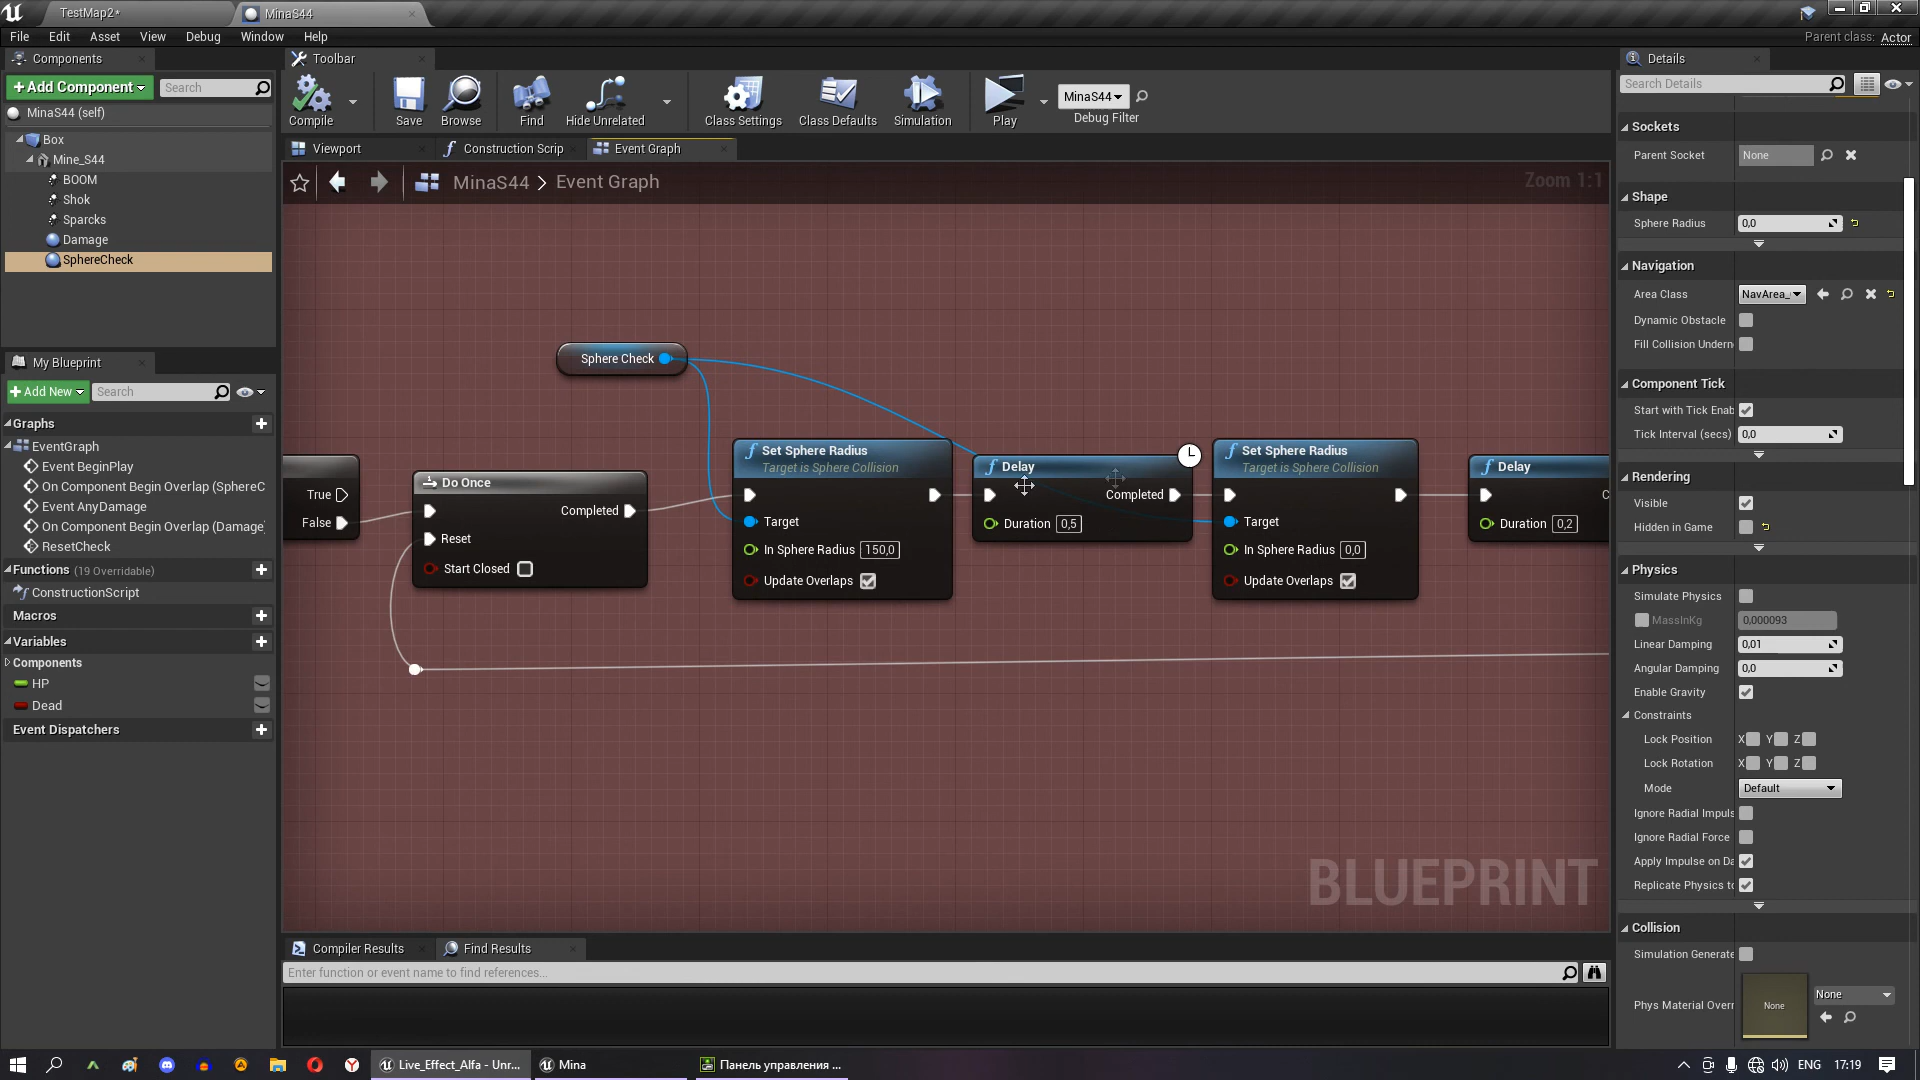 TestMap2*
MinaS44
File
Edit
Asset
View
Debug
Window
Help
Parent class:
Actor
Components
+Add Component
Search
MinaS44 (self)
Box
Mine_S44
BOOM
Shok
Sparcks
Damage
SphereCheck
My Blueprint
+Add New
Search
Graphs
EventGraph
Event BeginPlay
On Component Begin Overlap (SphereC
Event AnyDamage
On Component Begin Overlap (Damage)
ResetCheck
Functions (19 Overridable)
ConstructionScript
Macros
Variables
Components
HP
Dead
Event Dispatchers
Toolbar
Compile
Save
Browse
Find
Hide Unrelated
Class Settings
Class Defaults
Simulation
Play
MinaS44
Debug Filter
Viewport
Construction Scrip
Event Graph
MinaS44 > Event Graph
Zoom 1:1
Sphere Check
True
False
Do Once
Completed
Reset
Start Closed
Set Sphere Radius
Target is Sphere Collision
Target
In Sphere Radius 150,0
Update Overlaps
Delay
Completed
Duration 0,5
Set Sphere Radius
Target is Sphere Collision
Target
In Sphere Radius 0,0
Update Overlaps
Delay
C
Duration 0,2
BLUEPRINT
Compiler Results
Find Results
Enter function or event name to find references...
Details
Search Details
Sockets
Parent Socket None
Shape
Sphere Radius 0,0
Navigation
Area Class NavArea_
Dynamic Obstacle
Fill Collision Undern
Component Tick
Start with Tick Enab
Tick Interval (secs) 0,0
Rendering
Visible
Hidden in Game
Physics
Simulate Physics
MassInKg 0,000093
Linear Damping 0,01
Angular Damping 0,0
Enable Gravity
Constraints
Lock Position X Y Z
Lock Rotation X Y Z
Mode Default
Ignore Radial Impuls
Ignore Radial Force
Apply Impulse on Da
Replicate Physics to
Collision
Simulation Generate
Phys Material Overr None None
Live_Effect_Alfa - Unr...
Mina
Панель управления ...
ENG
17:19